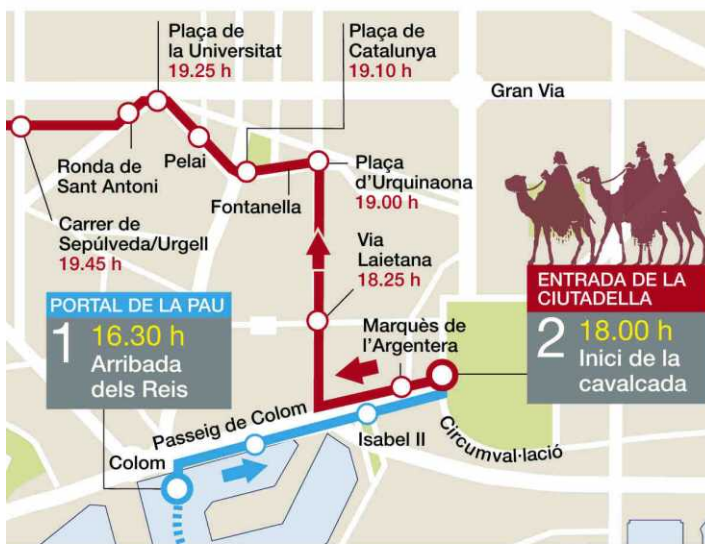 Plaça de
la Universitat
19.25 h
Plaça de
Catalunya
19.10 h
Gran Via
Ronda de
Sant Antoni
Pelai
Fontanella
Plaça
d'Urquinaona
19.00 h
Carrer de
Sepúlveda/Urgell
19.45 h
Via
Laietana
18.25 h
ENTRADA DE LA
CIUTADELLA
2
18.00 h
Inici de la
cavalcada
PORTAL DE LA PAU
1
16.30 h
Arribada
dels Reis
Marquès de
l'Argentera
Passeig de Colom
Isabel II
Circumval·lació
Colom